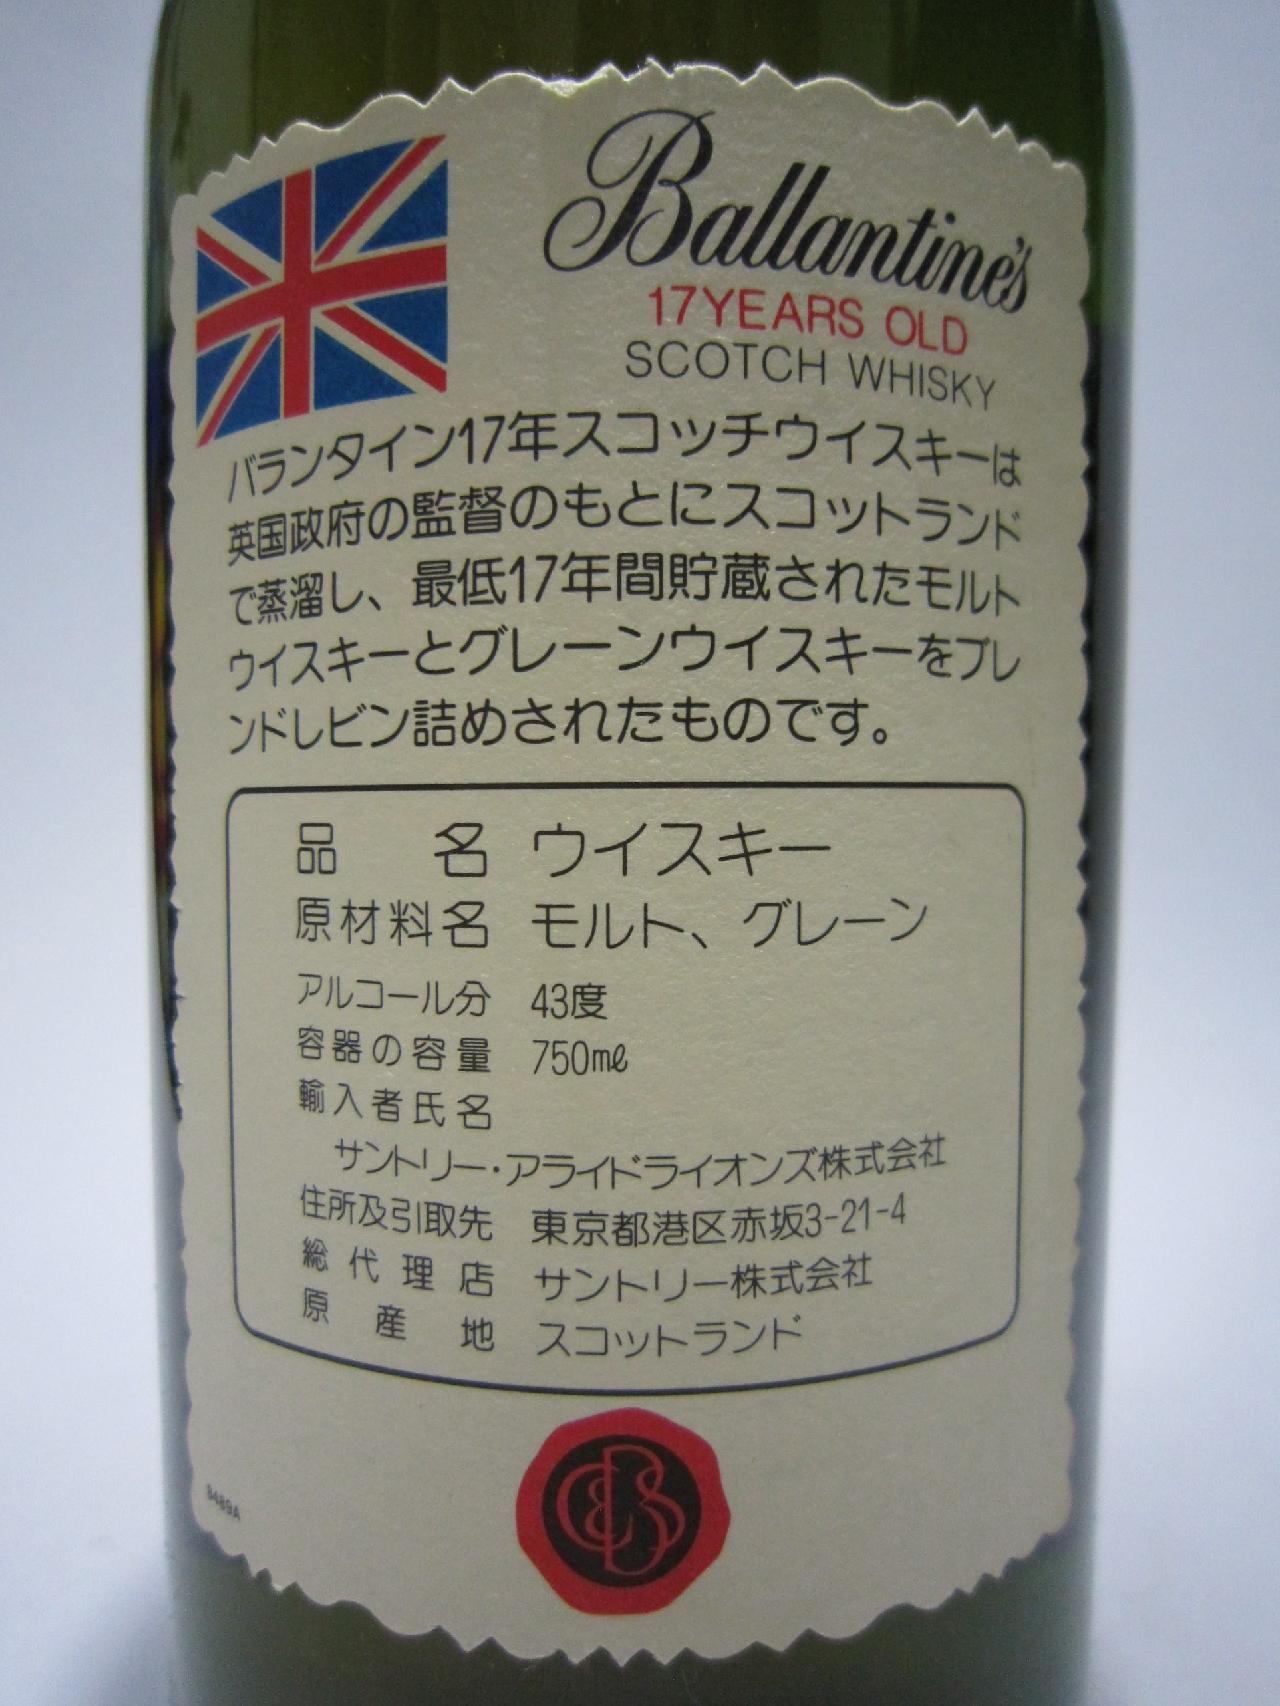 Ballantine's
17YEARS OLD
SCOTCH WHISKY
バランタイン17年スコッチウイスキーは
英国政府の監督のもとにスコットランド
で蒸溜し、最低17年間貯蔵されたモルト
ウイスキーとグレーンウイスキーをブレ
ンドレビン詰めされたものです。
品名 ウイスキー
原材料名 モルト、グレーン
アルコール分 43度
容器の容量 750mℓ
輸入者氏名
サントリー・アライドライオンズ株式会社
住所及引取先 東京都港区赤坂3-21-4
総代理店 サントリー株式会社
原産地 スコットランド